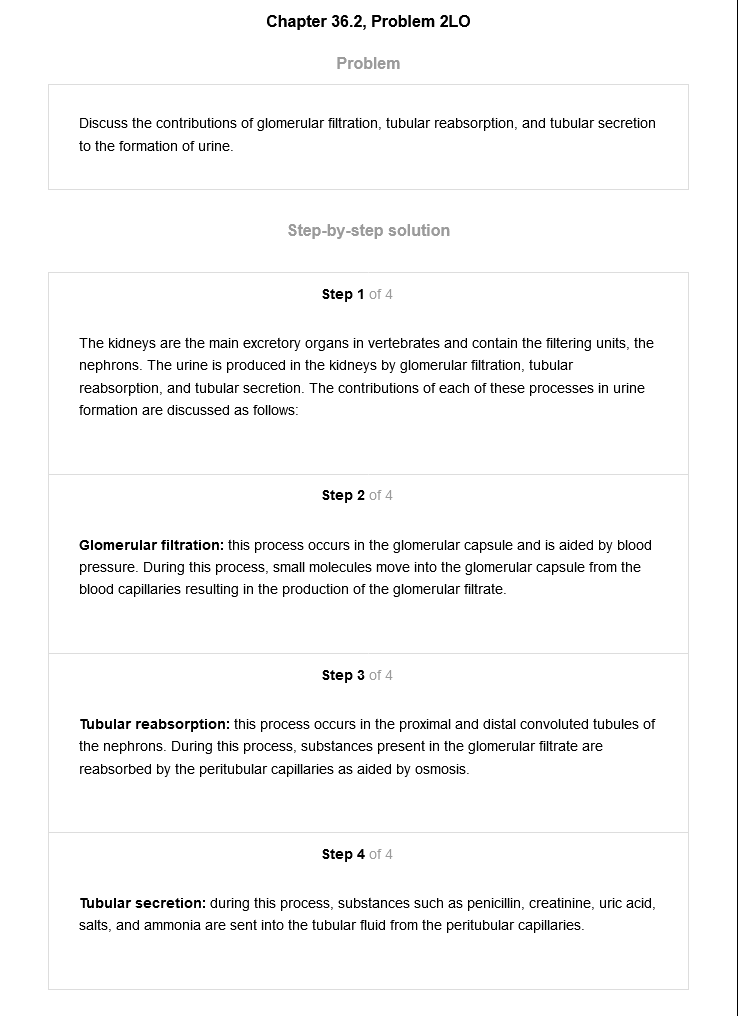 Chapter 36.2, Problem 2LO
Problem
Discuss the contributions of glomerular filtration, tubular reabsorption, and tubular secretion
to the formation of urine.
Step-by-step solution
Step 1 of 4
The kidneys are the main excretory organs in vertebrates and contain the filtering units, the
nephrons. The urine is produced in the kidneys by glomerular filtration, tubular
reabsorption, and tubular secretion. The contributions of each of these processes in urine
formation are discussed as follows:
Step 2 of 4
Glomerular filtration: this process occurs in the glomerular capsule and is aided by blood
pressure. During this process, small molecules move into the glomerular capsule from the
blood capillaries resulting in the production of the glomerular filtrate.
Step 3 of 4
Tubular reabsorption: this process occurs in the proximal and distal convoluted tubules of
the nephrons. During this process, substances present in the glomerular filtrate are
reabsorbed by the peritubular capillaries as aided by osmosis.
Step 4 of 4
Tubular secretion: during this process, substances such as penicillin, creatinine, uric acid,
salts, and ammonia are sent into the tubular fluid from the peritubular capillaries.